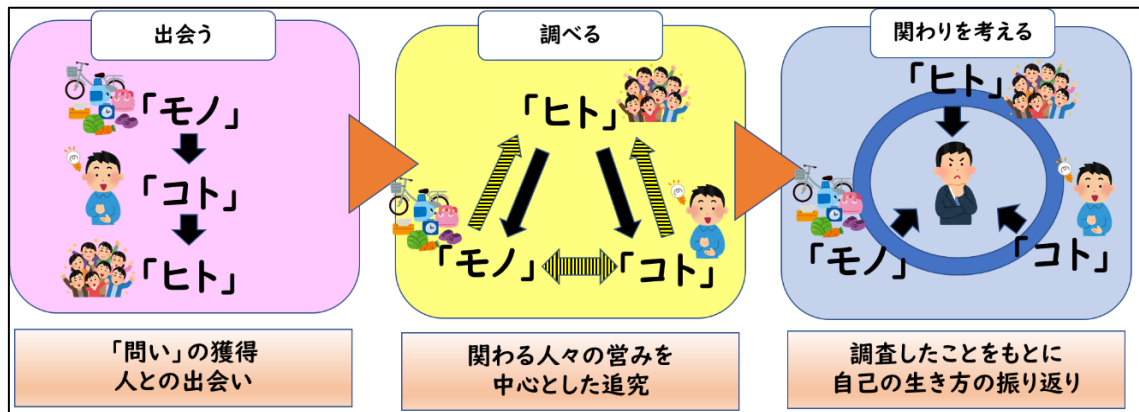 出会う
「モノ」
「コト」
「ヒト」
「問い」の獲得
人との出会い
調べる
「ヒト」
「モノ」
「コト」
関わる人々の営みを
中心とした追究
関わりを考える
「ヒト」
「モノ」
「コト」
調査したことをもとに
自己の生き方の振り返り